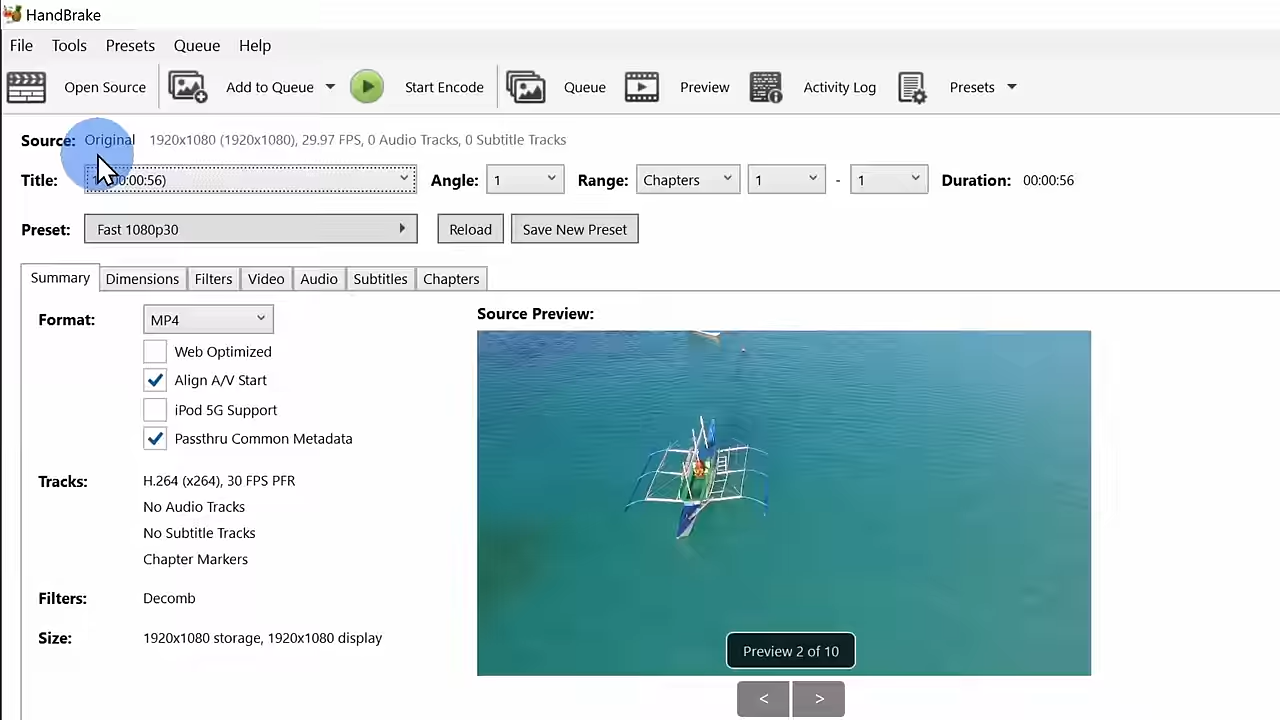 HandBrake
File Tools Presets Queue Help
Open Source Add to Queue Start Encode Queue Preview Activity Log Presets
Source: Original 1920x1080 (1920x1080), 29.97 FPS, 0 Audio Tracks, 0 Subtitle Tracks
Title: 00:00:56) Angle: 1 Range: Chapters 1 - 1 Duration: 00:00:56
Preset: Fast 1080p30 Reload Save New Preset
Summary Dimensions Filters Video Audio Subtitles Chapters
Format: MP4
Source Preview:
Web Optimized
Align A/V Start
iPod 5G Support
Passthru Common Metadata
Tracks: H.264 (x264), 30 FPS PFR
No Audio Tracks
No Subtitle Tracks
Chapter Markers
Filters: Decomb
Size: 1920x1080 storage, 1920x1080 display
Preview 2 of 10
< >